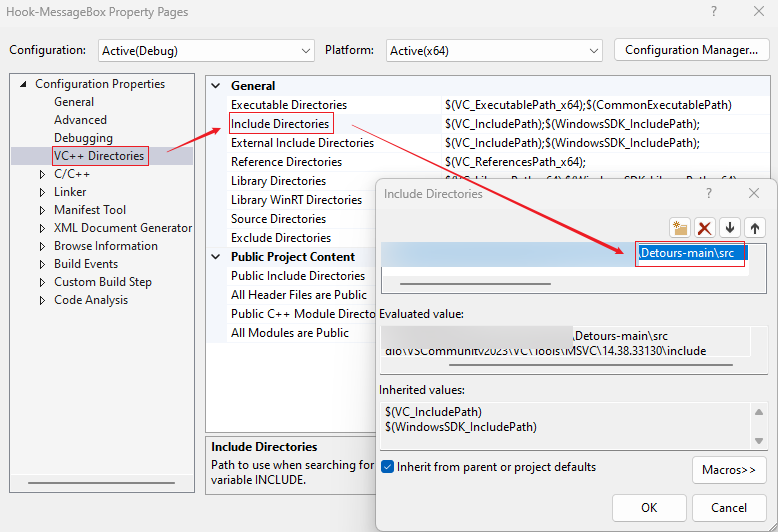 Hook-MessageBox Property Pages
Configuration: Active(Debug) Platform: Active(x64) Configuration Manager...
Configuration Properties
General
Advanced
Debugging
VC++ Directories
C/C++
Linker
Manifest Tool
XML Document Generator
Browse Information
Build Events
Custom Build Step
Code Analysis
General
Executable Directories $(VC_ExecutablePath_x64);$(CommonExecutablePath)
Include Directories $(VC_IncludePath);$(WindowsSDK_IncludePath);
External Include Directories $(VC_IncludePath);$(WindowsSDK_IncludePath);
Reference Directories $(VC_ReferencesPath_x64);
Library Directories
Library WinRT Directories
Source Directories
Exclude Directories
Public Project Content
Public Include Directories
All Header Files are Public
Public C++ Module Directo
All Modules are Public
Include Directories
Path to use when searching for
variable INCLUDE.
Include Directories
\Detours-main\src
Evaluated value:
\Detours-main\src
dio\VSCommunity2023\VC\Tools\MSVC\14.38.33130\include
Inherited values:
$(VC_IncludePath)
$(WindowsSDK_IncludePath)
Inherit from parent or project defaults
Macros>>
OK Cancel